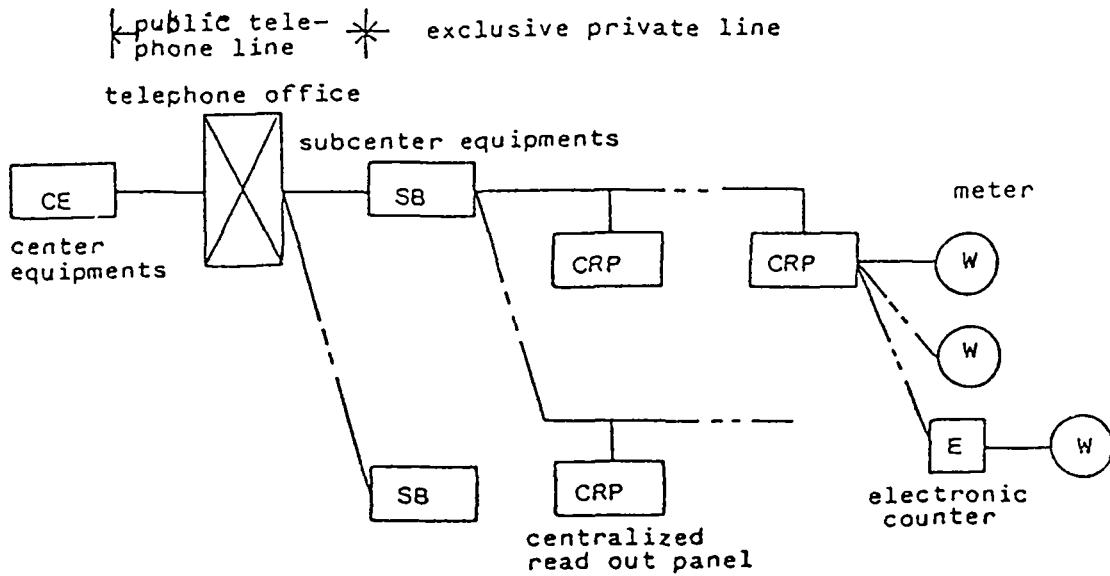 public tele-
phone line
exclusive private line
telephone office
subcenter equipments
CE
SB
meter
center
equipments
CRP
CRP
W
W
E
W
SB
CRP
electronic
counter
centralized
read out panel